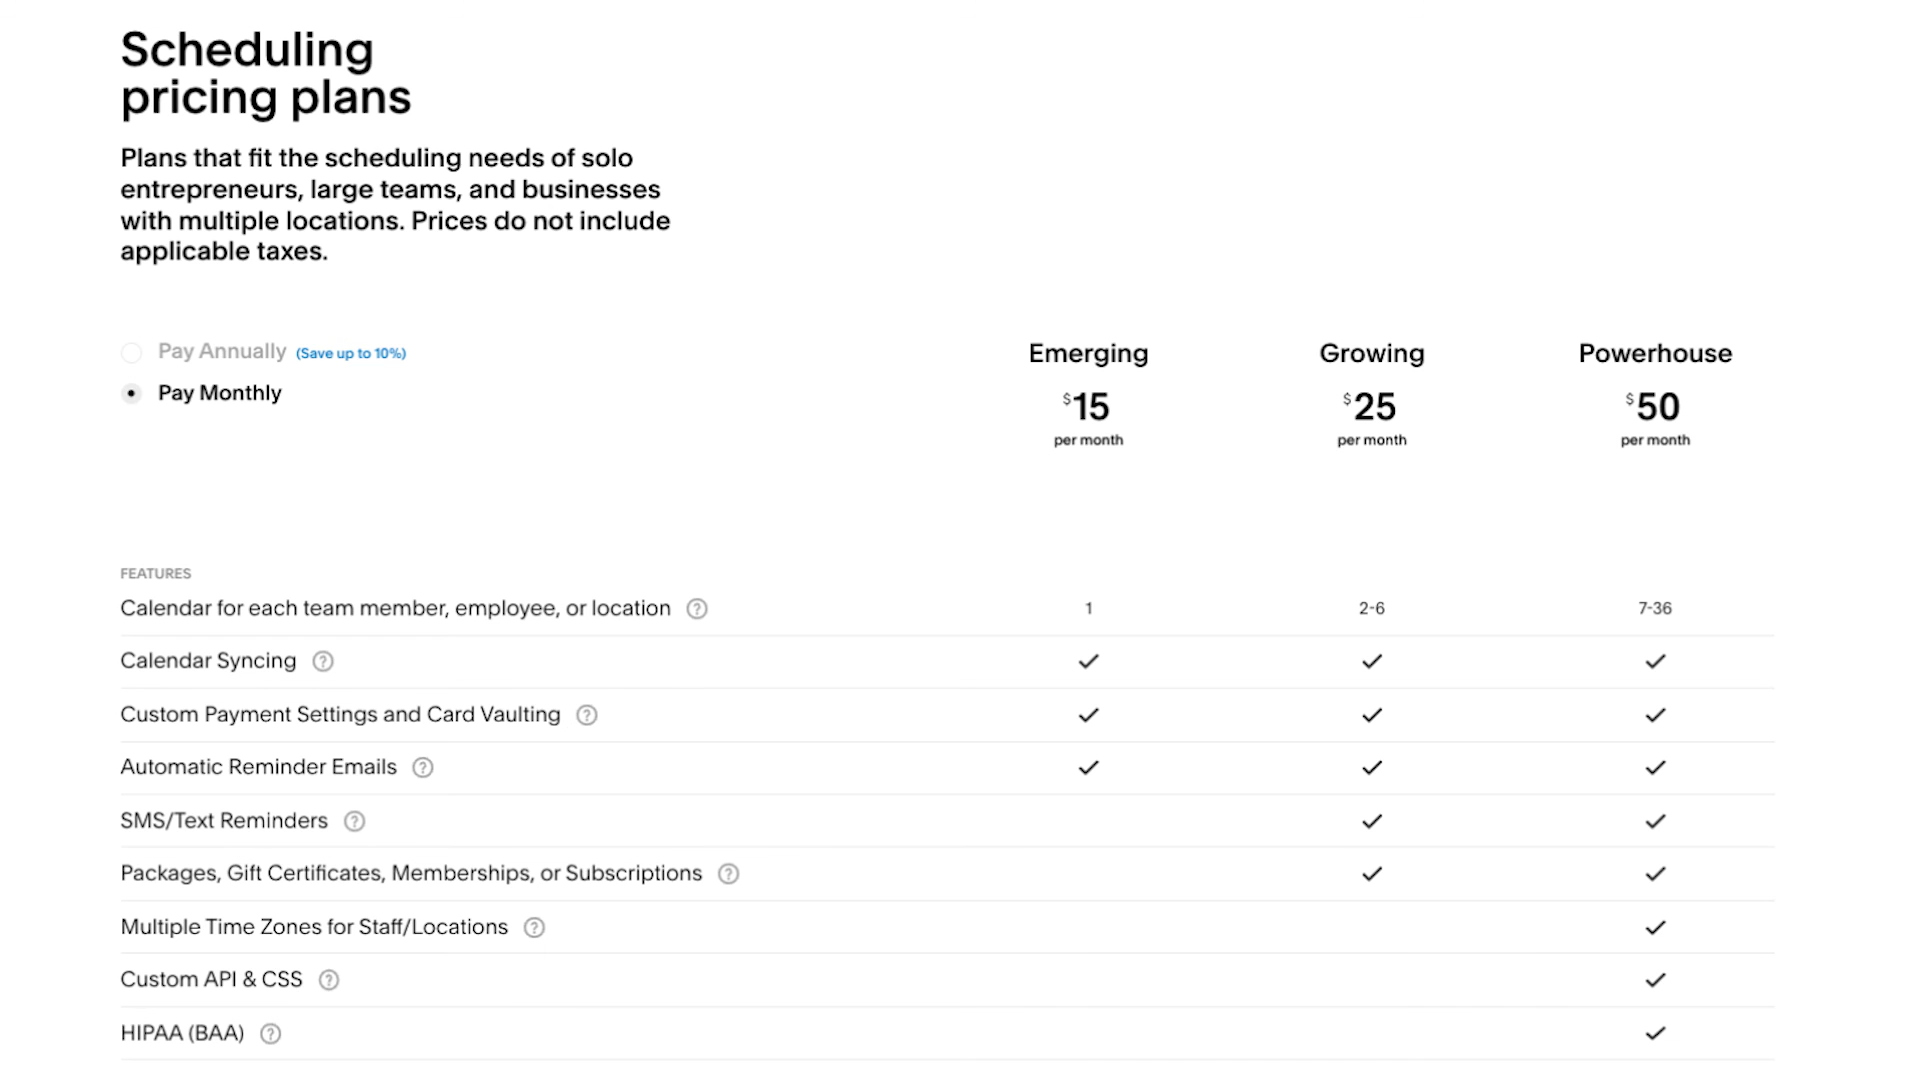 Scheduling
pricing plans
Plans that fit the scheduling needs of solo
entrepreneurs, large teams, and businesses
with multiple locations. Prices do not include
applicable taxes.
Pay Annually (Save up to 10%)
Pay Monthly
Emerging Growing Powerhouse
$15 $25 $50
per month per month per month
FEATURES
Calendar for each team member, employee, or location ? 1 2-6 7-36
Calendar Syncing ? ✓ ✓ ✓
Custom Payment Settings and Card Vaulting ? ✓ ✓ ✓
Automatic Reminder Emails ? ✓ ✓ ✓
SMS/Text Reminders ? ✓ ✓
Packages, Gift Certificates, Memberships, or Subscriptions ? ✓ ✓
Multiple Time Zones for Staff/Locations ? ✓
Custom API & CSS ? ✓
HIPAA (BAA) ? ✓